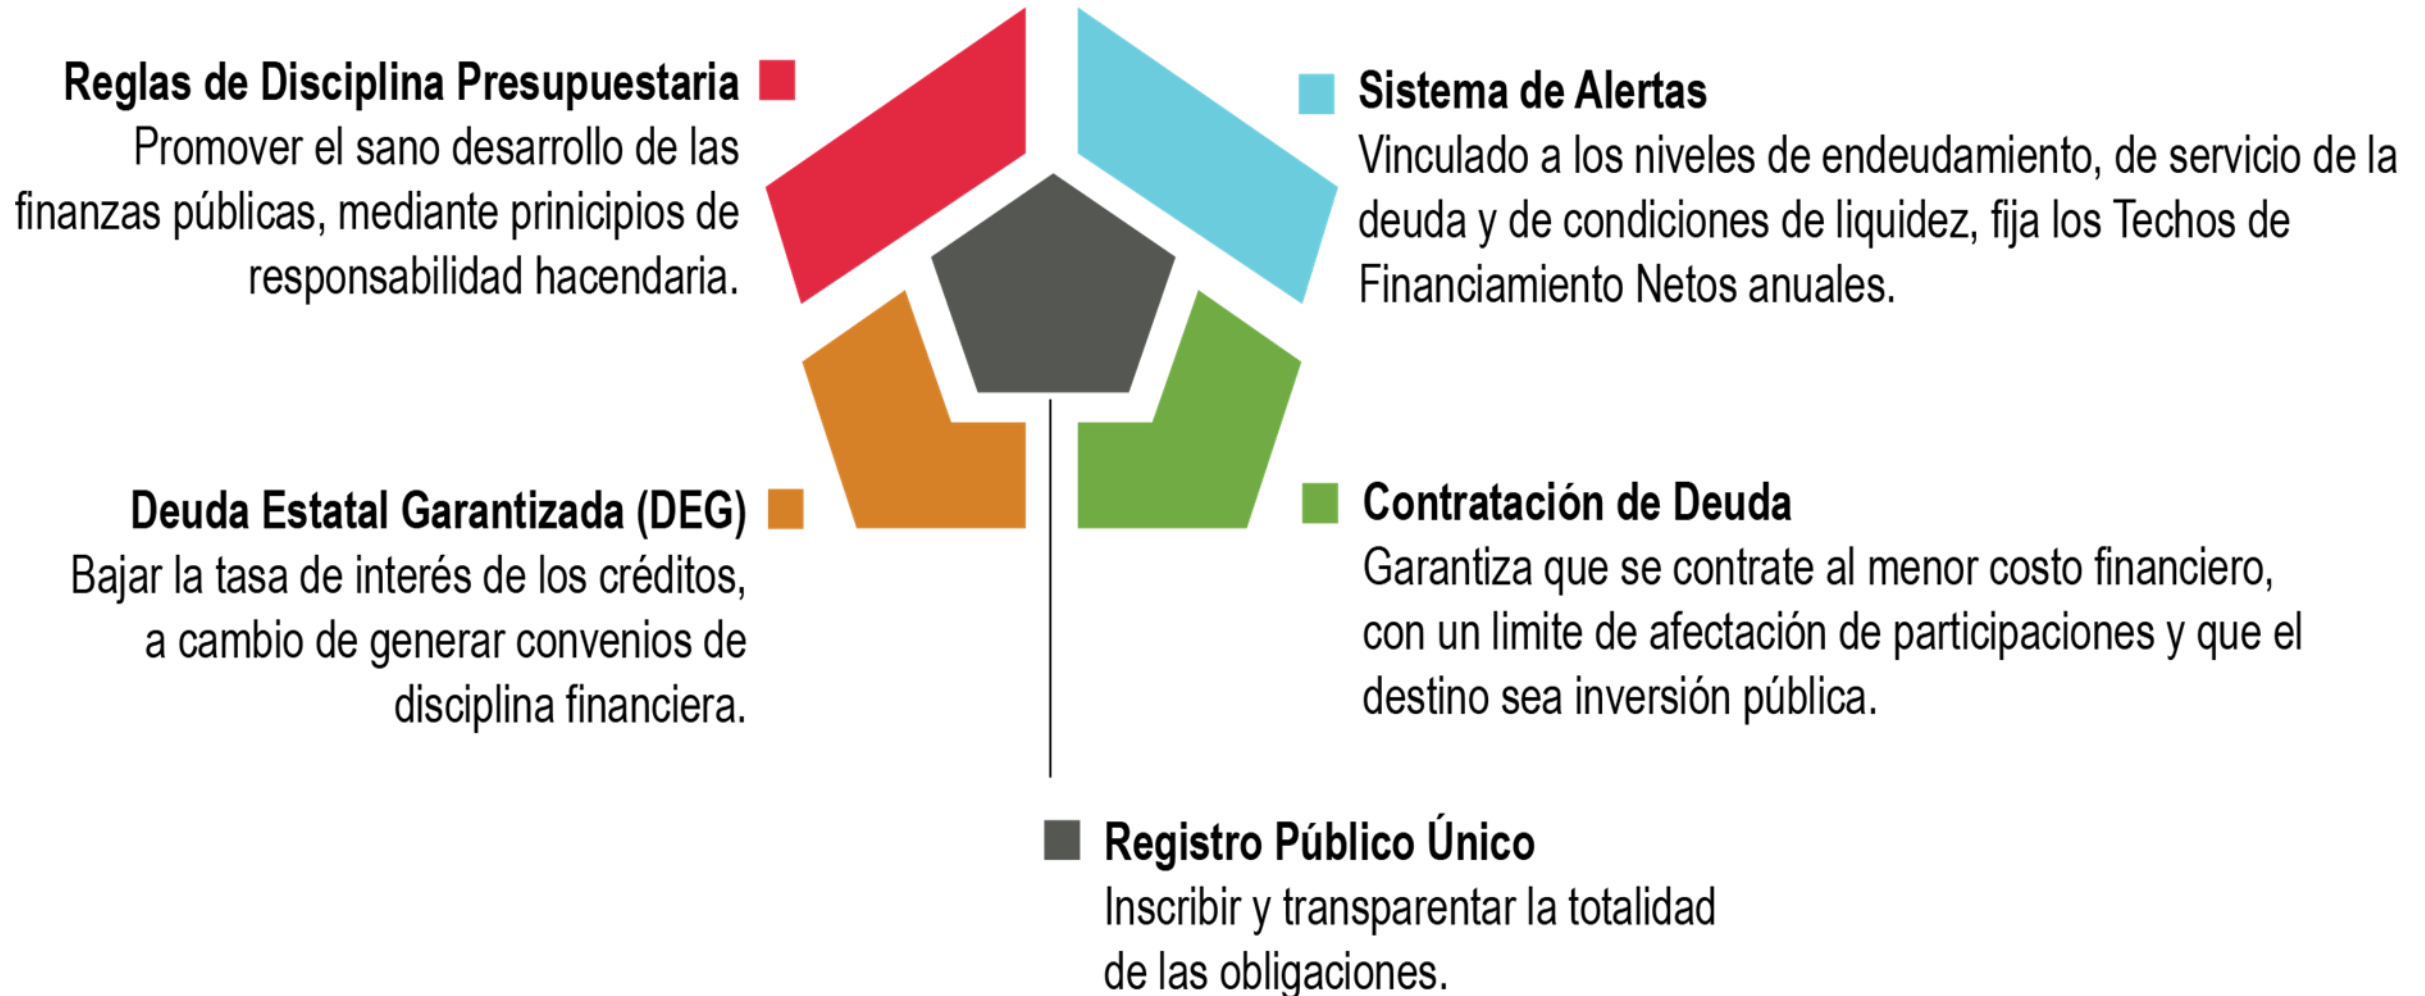 Reglas de Disciplina Presupuestaria
Promover el sano desarrollo de las
finanzas públicas, mediante prinicipios de
responsabilidad hacendaria.
Sistema de Alertas
Vinculado a los niveles de endeudamiento, de servicio de la
deuda y de condiciones de liquidez, fija los Techos de
Financiamiento Netos anuales.
Deuda Estatal Garantizada (DEG)
Bajar la tasa de interés de los créditos,
a cambio de generar convenios de
disciplina financiera.
Contratación de Deuda
Garantiza que se contrate al menor costo financiero,
con un limite de afectación de participaciones y que el
destino sea inversión pública.
Registro Público Único
Inscribir y transparentar la totalidad
de las obligaciones.